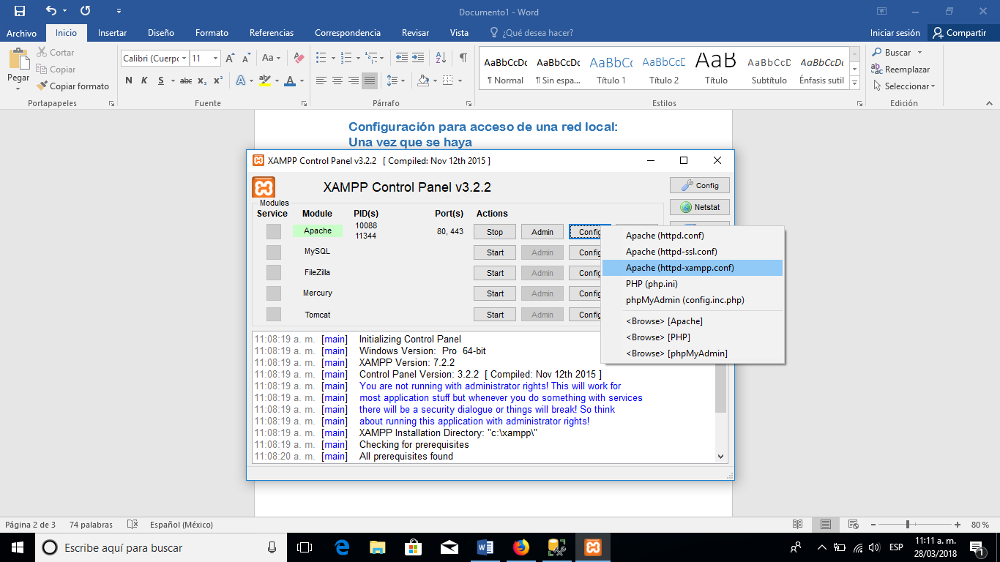 Documento1 - Word
Archivo Inicio Insertar Diseño Formato Referencias Correspondencia Revisar Vista ¿Qué desea hacer? Iniciar sesión Compartir
Pegar
Cortar
Copiar
Copiar formato
Portapapeles
Calibri (Cuerpo 11 Aa
N K S abc x₂ x² A aby A
Fuente
Párrafo
AaBbCcDc AaBbCcDc AaBbCc AaBbCcD AaB AaBbCcD AaBbCcDc
¶ Normal ¶ Sin espa... Título 1 Título 2 Título Subtítulo Énfasis sutil
Estilos
Buscar
Reemplazar
Seleccionar
Edición
Configuración para acceso de una red local:
Una vez que se haya
XAMPP Control Panel v3.2.2 [ Compiled: Nov 12th 2015 ]
XAMPP Control Panel v3.2.2
Config
Netstat
Modules
Service Module PID(s) Port(s) Actions
Apache 10088 11344 80, 443 Stop Admin Config
MySQL Start Admin Config
FileZilla Start Admin Config
Mercury Start Admin Config
Tomcat Start Admin Config
Apache (httpd.conf)
Apache (httpd-ssl.conf)
Apache (httpd-xampp.conf)
PHP (php.ini)
phpMyAdmin (config.inc.php)
<Browse> [Apache]
<Browse> [PHP]
<Browse> [phpMyAdmin]
11:08:19 a. m. [main] Initializing Control Panel
11:08:19 a. m. [main] Windows Version: Pro 64-bit
11:08:19 a. m. [main] XAMPP Version: 7.2.2
11:08:19 a. m. [main] Control Panel Version: 3.2.2 [ Compiled: Nov 12th 2015 ]
11:08:19 a. m. [main] You are not running with administrator rights! This will work for
11:08:19 a. m. [main] most application stuff but whenever you do something with services
11:08:19 a. m. [main] there will be a security dialogue or things will break! So think
11:08:19 a. m. [main] about running this application with administrator rights!
11:08:19 a. m. [main] XAMPP Installation Directory: "c:\xampp\"
11:08:19 a. m. [main] Checking for prerequisites
11:08:20 a. m. [main] All prerequisites found
Página 2 de 3 74 palabras Español (México) 80 %
Escribe aquí para buscar
ESP
11:11 a. m.
28/03/2018
1